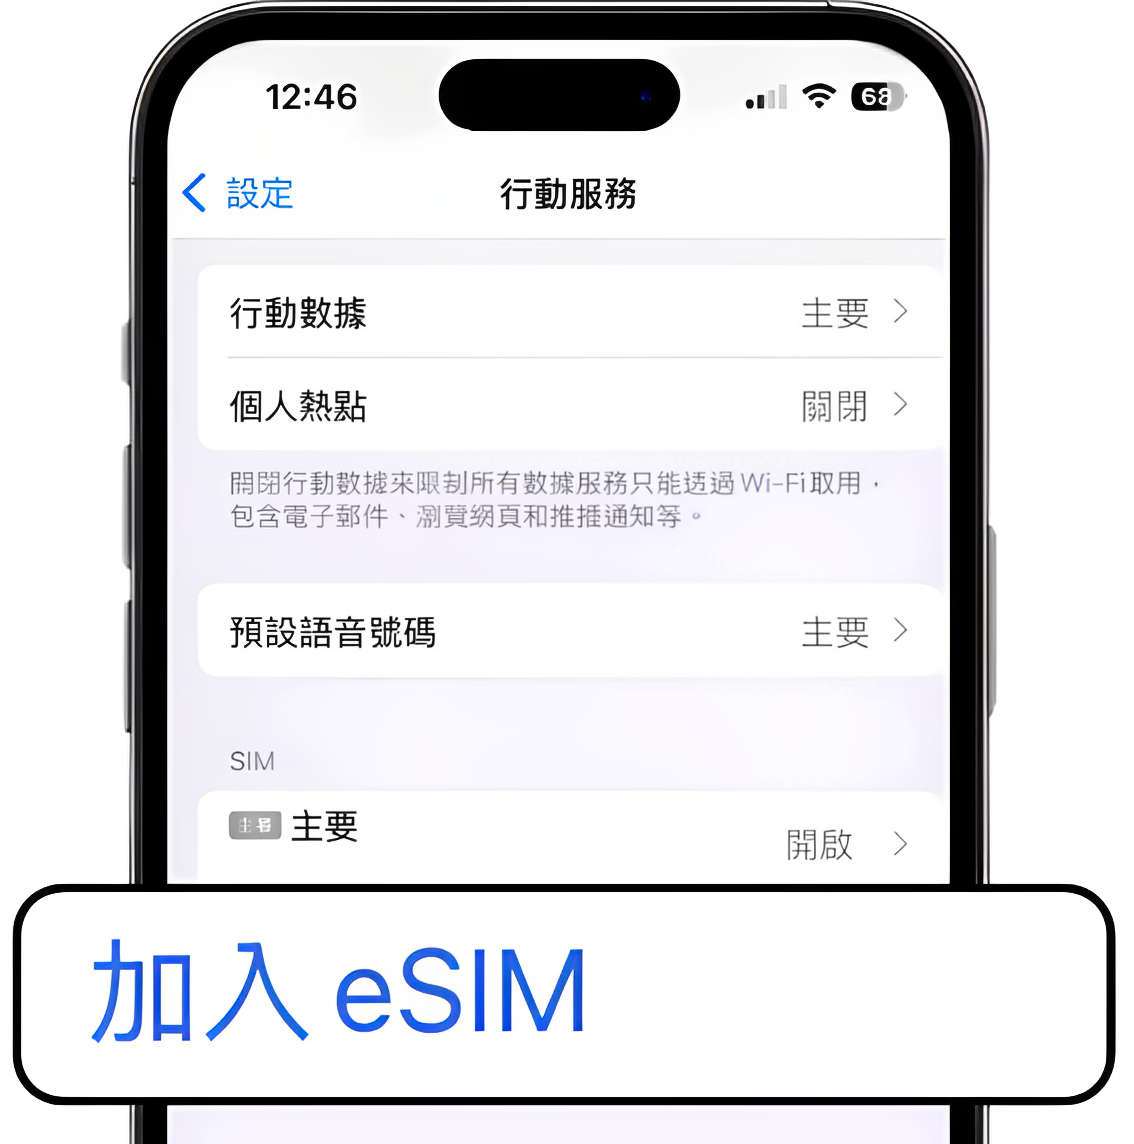 12:46
68
設定
行動服務
行動數據 主要
個人熱點 關閉
關閉行動數據來限制所有數據服務只能透過 Wi-Fi 取用，
包含電子郵件、瀏覽網頁和推播通知等。
預設語音號碼 主要
SIM
主要
開啟
加入 eSIM